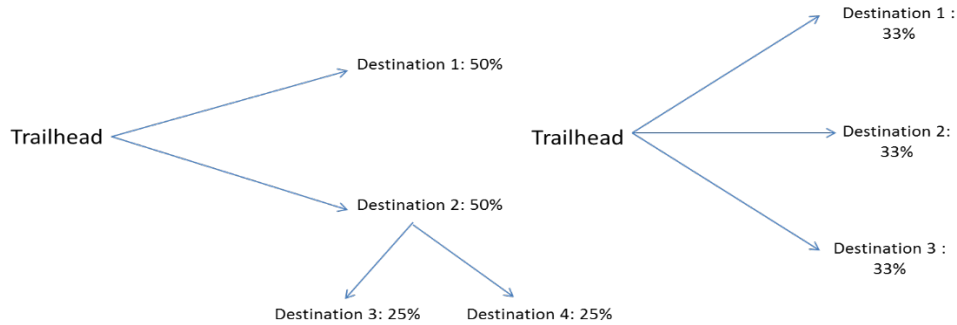 Trailhead
Destination 1: 50%
Destination 2: 50%
Destination 3: 25%
Destination 4: 25%
Trailhead
Destination 1 :
33%
Destination 2:
33%
Destination 3 :
33%